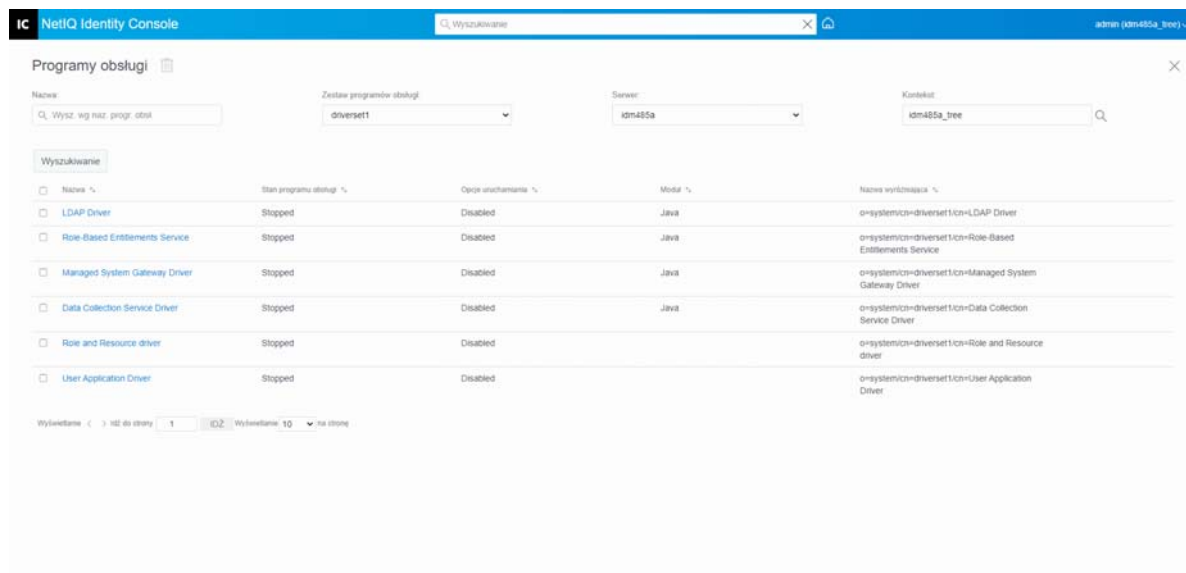 IC NetIQ Identity Console
Wyszukiwanie
admin (idm485a_tree)
Programy obsługi
Nazwa:
Zestaw programów obsługi:
Serwer:
Kontekst:
Wysz. wg naz. progr. obsł
driverset1
idm485a
idm485a_tree
Wyszukiwanie
Nazwa
Stan programu obsługi
Opcje uruchamiania
Moduł
Nazwa wyróżniająca
LDAP Driver
Stopped
Disabled
Java
o=system/cn=driverset1/cn=LDAP Driver
Role-Based Entitlements Service
Stopped
Disabled
Java
o=system/cn=driverset1/cn=Role-Based
Entitlements Service
Managed System Gateway Driver
Stopped
Disabled
Java
o=system/cn=driverset1/cn=Managed System
Gateway Driver
Data Collection Service Driver
Stopped
Disabled
Java
o=system/cn=driverset1/cn=Data Collection
Service Driver
Role and Resource driver
Stopped
Disabled
o=system/cn=driverset1/cn=Role and Resource
driver
User Application Driver
Stopped
Disabled
o=system/cn=driverset1/cn=User Application
Driver
Wyświetlanie < > Idź do strony 1 IDŹ Wyświetlanie 10 na stronę